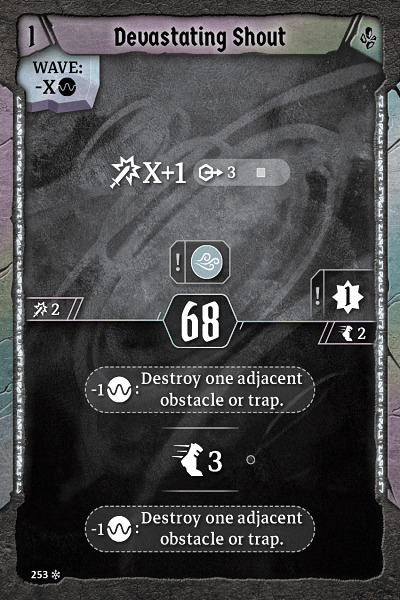 1 Devastating Shout
WAVE:
-X
X+1 3
!
! 1
2
68
2
-1 : Destroy one adjacent
obstacle or trap.
3
-1 : Destroy one adjacent
obstacle or trap.
253